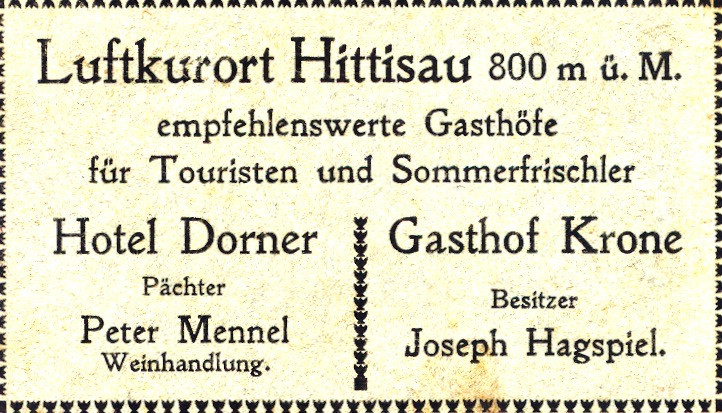 Luftkurort Hittisau 800 m ü. M.
empfehlenswerte Gasthöfe
für Touristen und Sommerfrischler
Hotel Dorner
Pächter
Peter Mennel
Weinhandlung.
Gasthof Krone
Besitzer
Joseph Hagspiel.